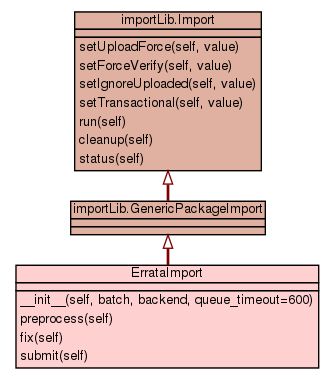 importLib.Import
setUploadForce(self, value)
setForceVerify(self, value)
setIgnoreUploaded(self, value)
setTransactional(self, value)
run(self)
cleanup(self)
status(self)
importLib.GenericPackageImport
ErrataImport
__init__(self, batch, backend, queue_timeout=600)
preprocess(self)
fix(self)
submit(self)